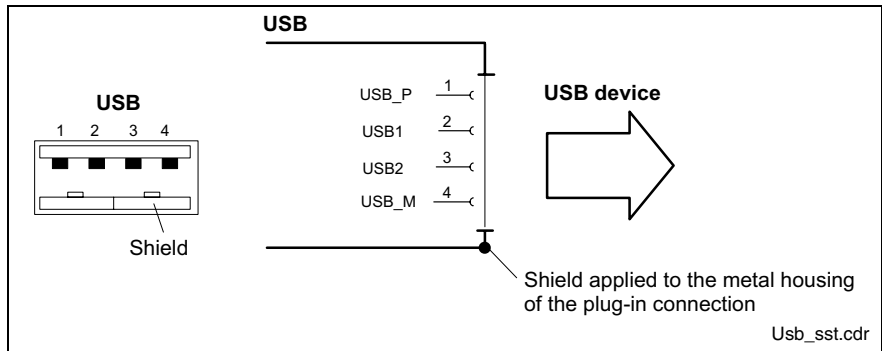 USB
USB
1 2 3 4
Shield
USB_P 1
USB1 2
USB2 3
USB_M 4
USB device
Shield applied to the metal housing
of the plug-in connection
Usb_sst.cdr